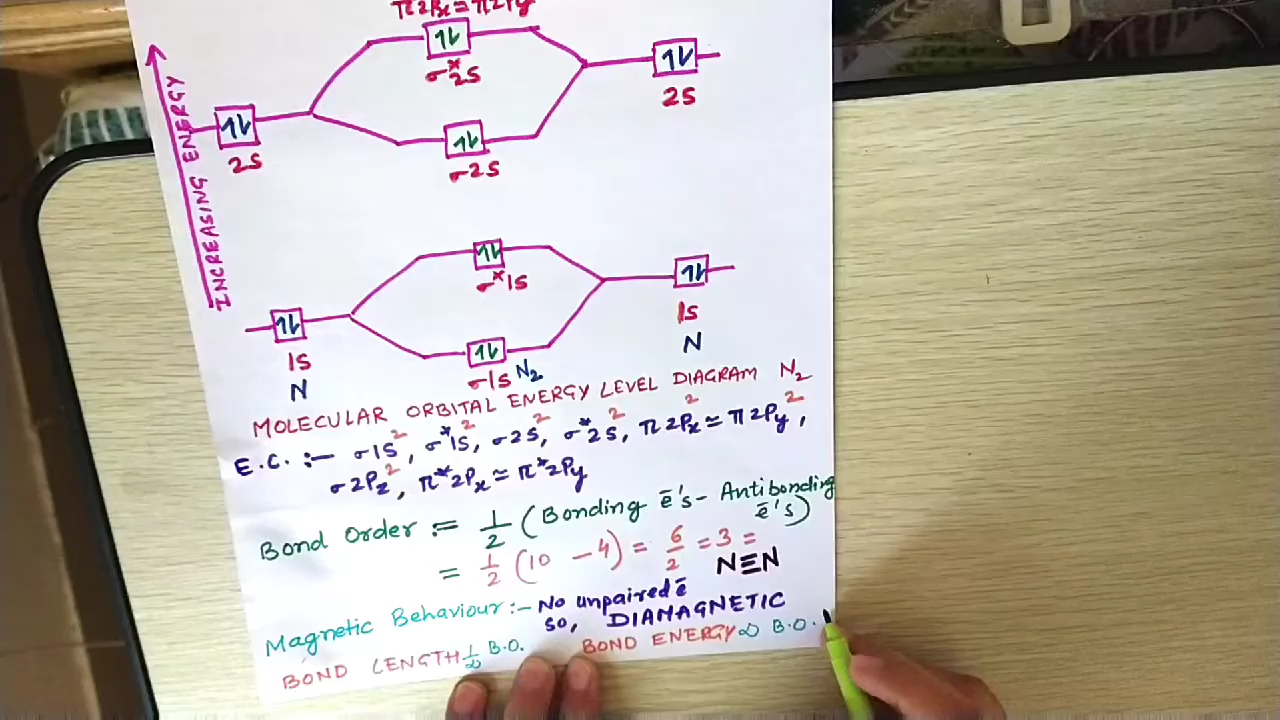 π2Px = π2Py
⥮
σ*2S
⥮ 2S
⥮ 2S
⥮
σ2S
INCREASING ENERGY
⥮
σ*1S
⥮ 1S N
⥮ 1S N
⥮
σ1S N₂
MOLECULAR ORBITAL ENERGY LEVEL DIAGRAM N₂
E.C. :- σ1S², σ*1S², σ2S², σ*2S², π2Px² ≃ π2Py²,
σ2Pz², π*2Px ≃ π*2Py
Bond Order := 1/2 (Bonding ē's - Antibonding ē's)
= 1/2 (10 - 4) = 6/2 = 3 = N≡N
Magnetic Behaviour :- No unpaired ē
so, DIAMAGNETIC
BOND LENGTH 1/∝ B.O. BOND ENERGY ∝ B.O.